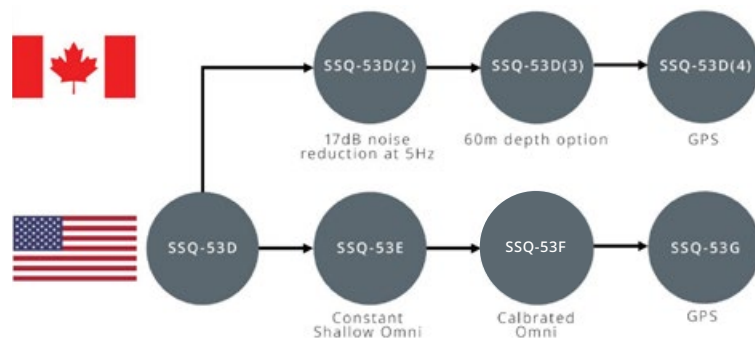 SSQ-53D(2)
SSQ-53D(3)
SSQ-53D(4)
17dB noise
reduction at 5Hz
60m depth option
GPS
SSQ-53D
SSQ-53E
SSQ-53F
SSQ-53G
Constant
Shallow Omni
Calbrated
Omni
GPS